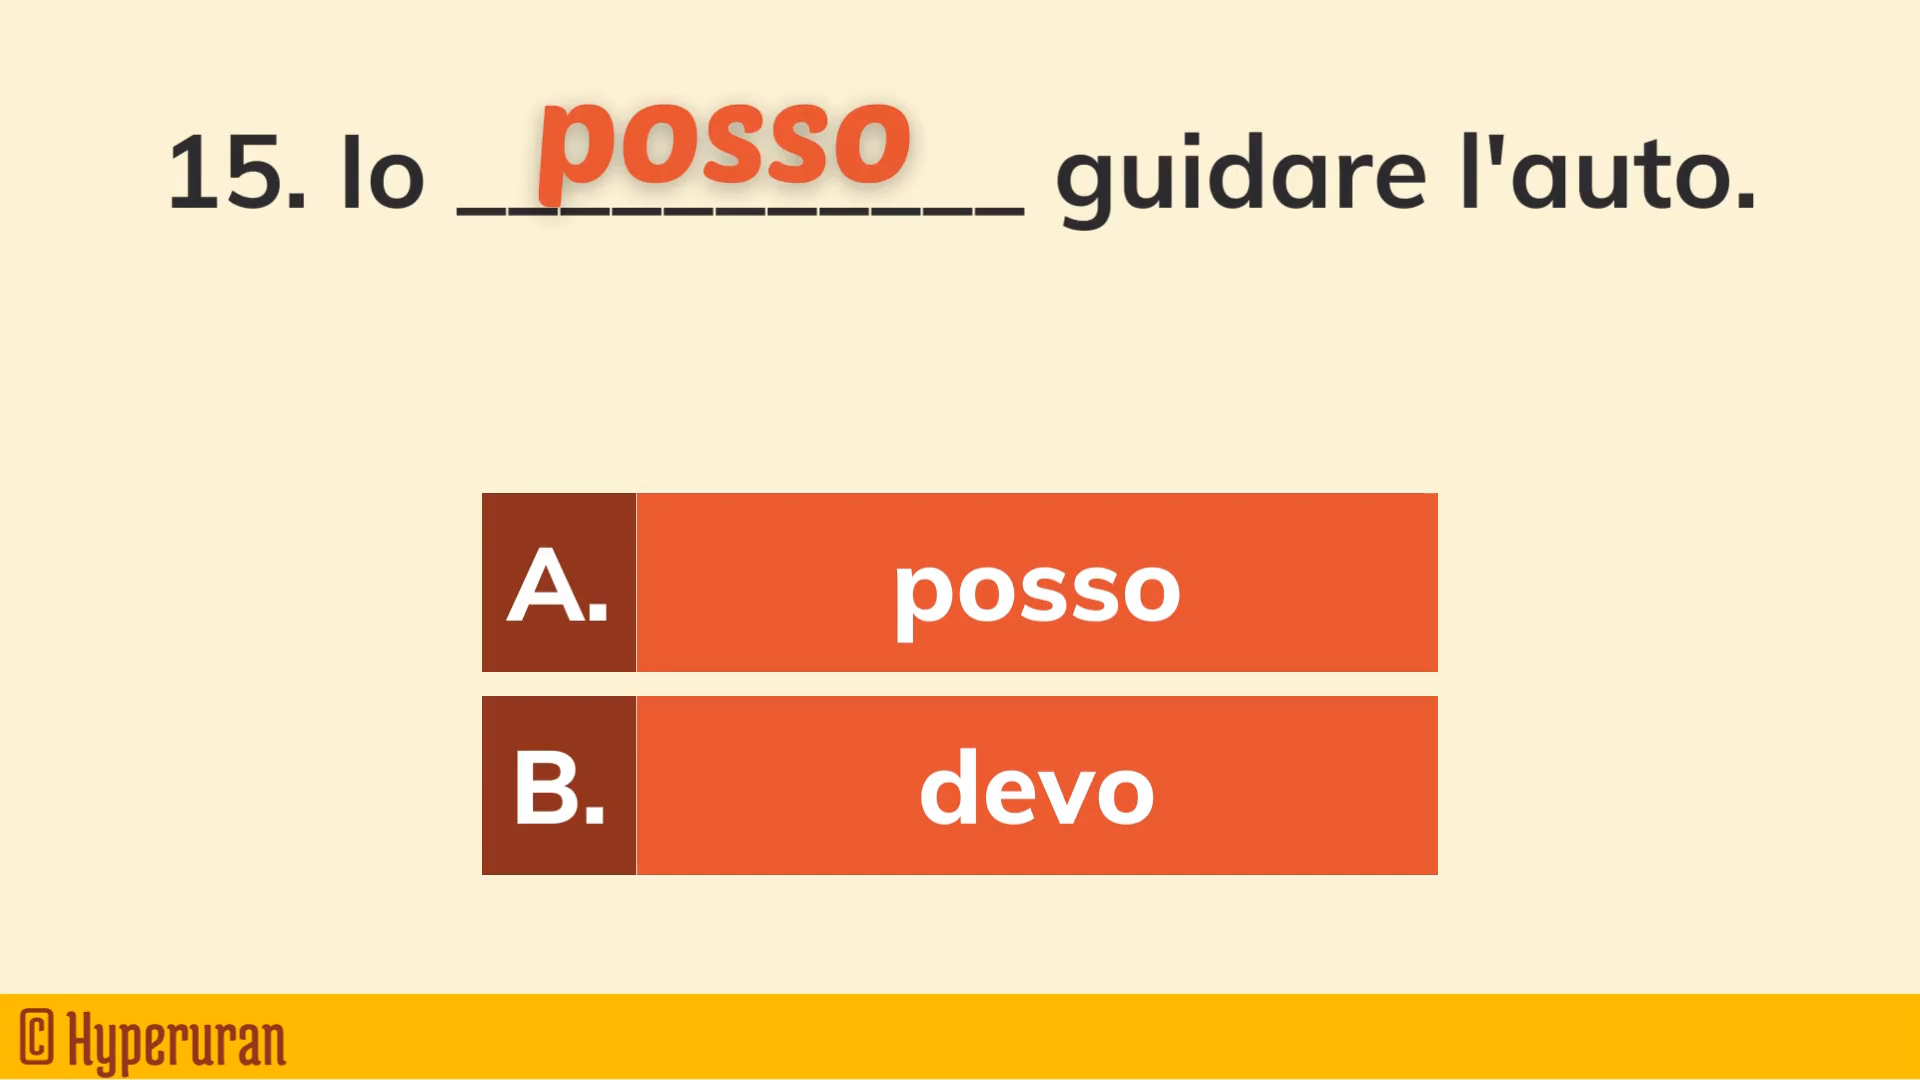 15. Io posso guidare l'auto.
A. posso
B. devo
© Hyperuran